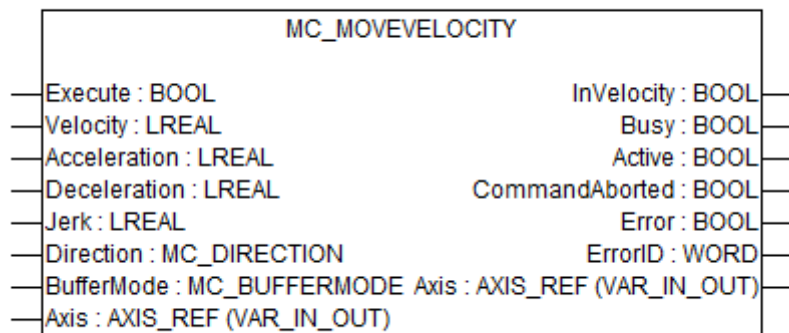 MC_MOVEVELOCITY
Execute : BOOL InVelocity : BOOL
Velocity : LREAL Busy : BOOL
Acceleration : LREAL Active : BOOL
Deceleration : LREAL CommandAborted : BOOL
Jerk : LREAL Error : BOOL
Direction : MC_DIRECTION ErrorID : WORD
BufferMode : MC_BUFFERMODE Axis : AXIS_REF (VAR_IN_OUT)
Axis : AXIS_REF (VAR_IN_OUT)